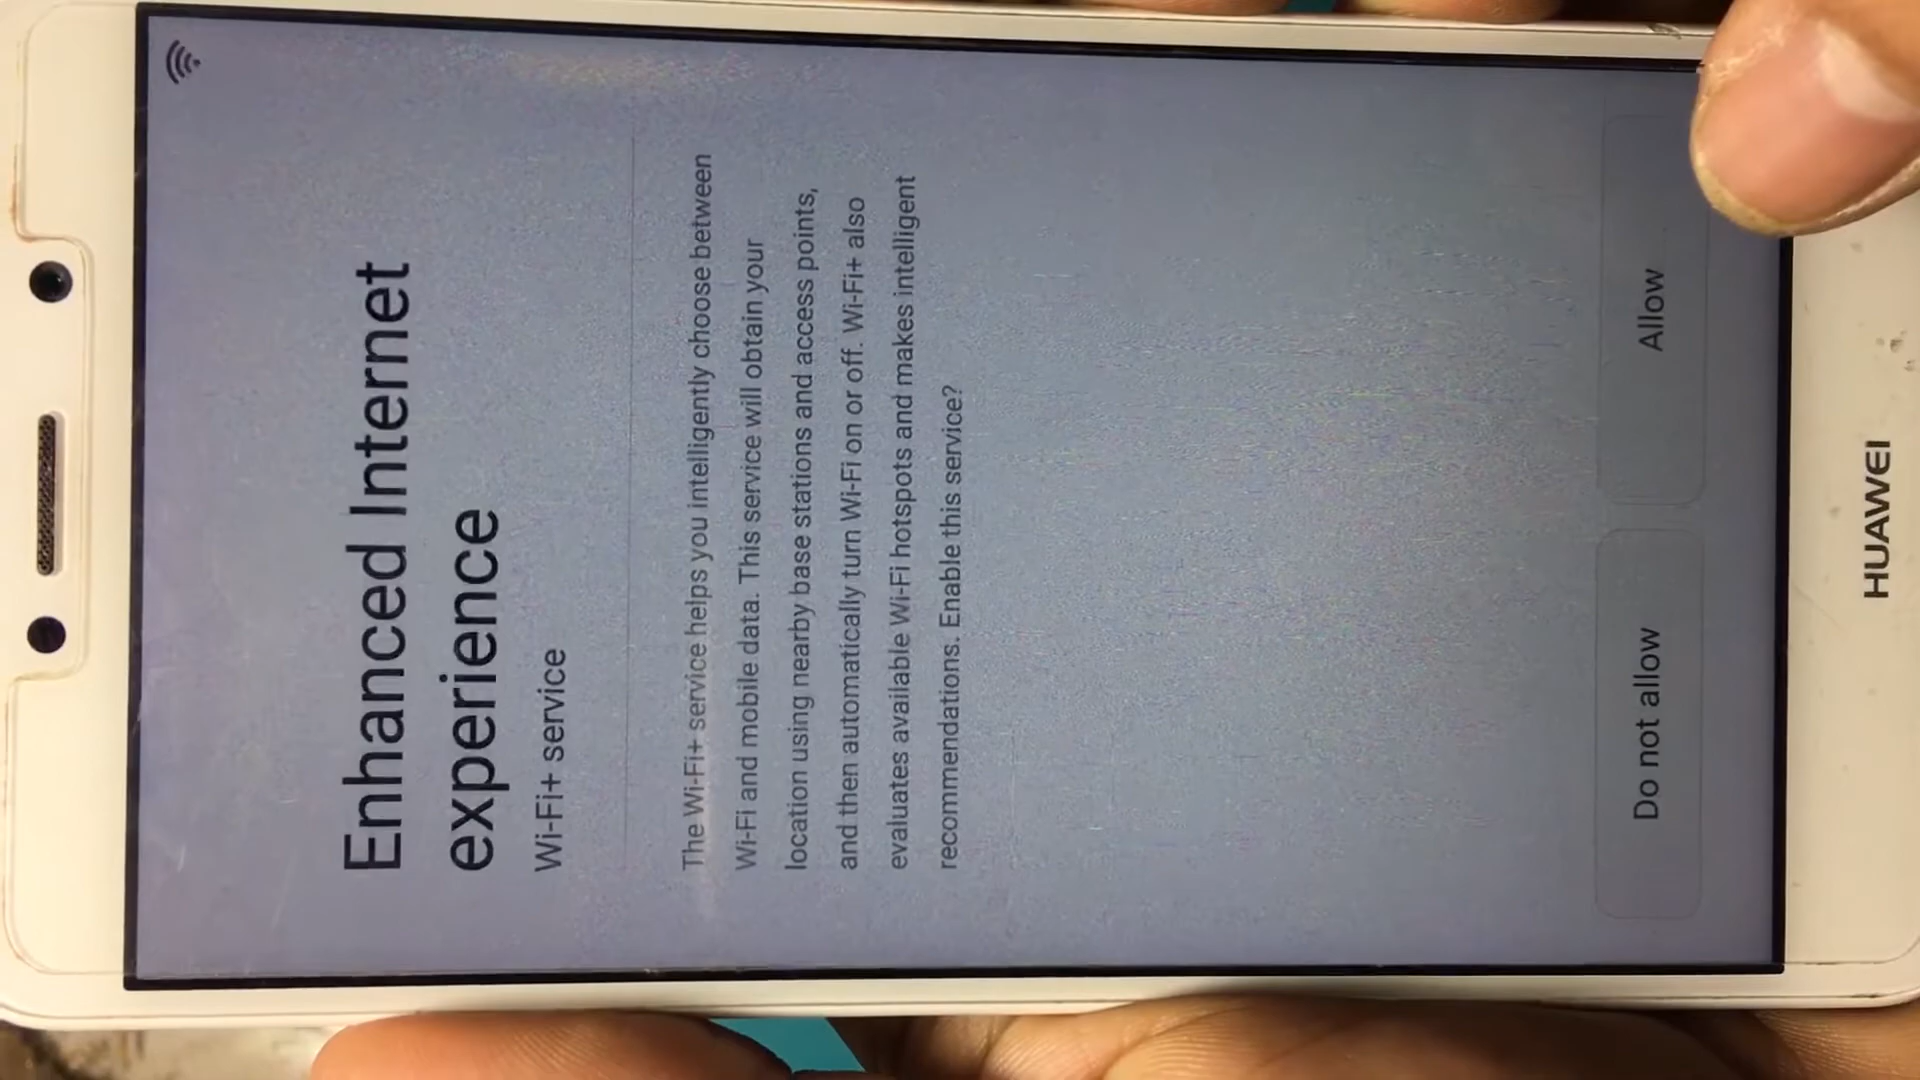 Enhanced Internet
experience
Wi-Fi+ service
The Wi-Fi+ service helps you intelligently choose between
Wi-Fi and mobile data. This service will obtain your
location using nearby base stations and access points,
and then automatically turn Wi-Fi on or off. Wi-Fi+ also
evaluates available Wi-Fi hotspots and makes intelligent
recommendations. Enable this service?
Do not allow
Allow
HUAWEI